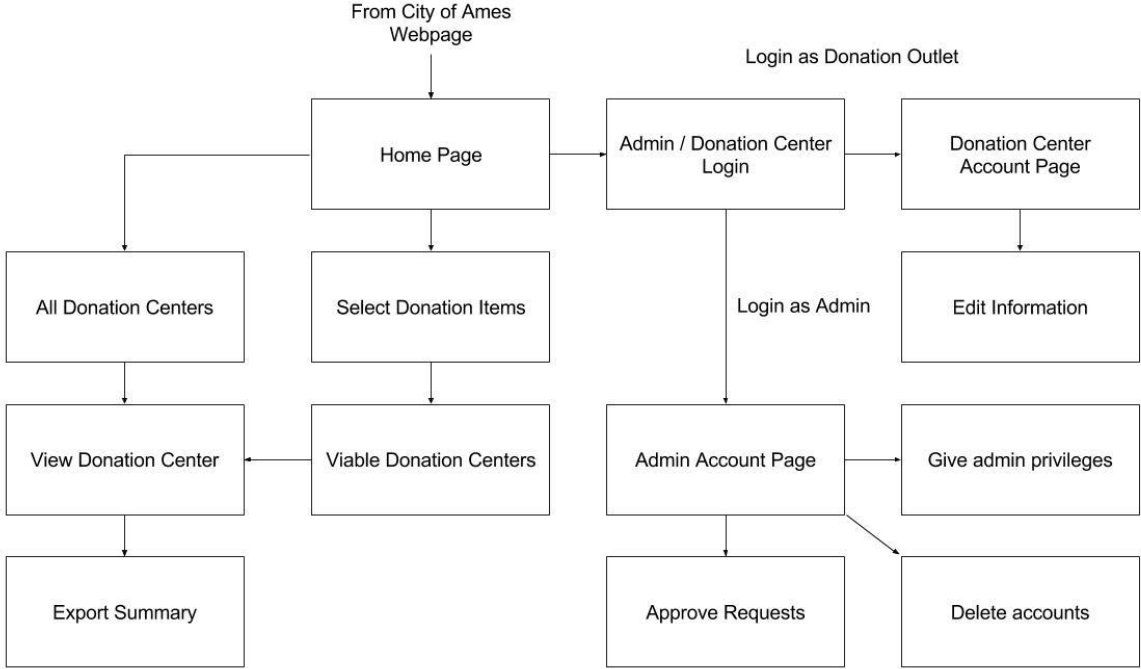 From City of Ames
Webpage
Login as Donation Outlet
Home Page
Admin / Donation Center
Login
Donation Center
Account Page
All Donation Centers
Select Donation Items
Login as Admin
Edit Information
View Donation Center
Viable Donation Centers
Admin Account Page
Give admin privileges
Export Summary
Approve Requests
Delete accounts